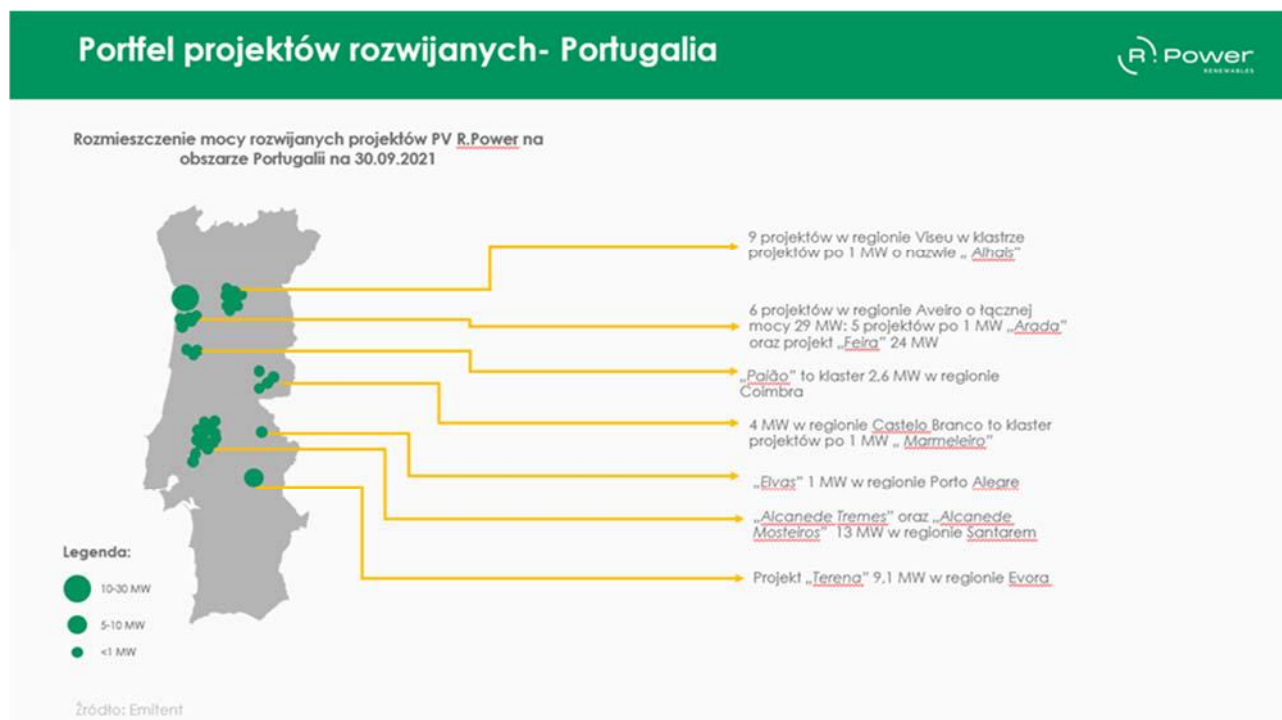 Portfel projektów rozwijanych- Portugalia
R.Power
RENEWABLES
Rozmieszczenie mocy rozwijanych projektów PV R.Power na
obszarze Portugalii na 30.09.2021
9 projektów w regionie Viseu w klastrze
projektów po 1 MW o nazwie „ Alhais”
6 projektów w regionie Aveiro o łącznej
mocy 29 MW: 5 projektów po 1 MW „Arada”
oraz projekt „Feira” 24 MW
„Paião” to klaster 2,6 MW w regionie
Coimbra
4 MW w regionie Castelo Branco to klaster
projektów po 1 MW „ Marmeleiro”
„Elvas” 1 MW w regionie Porto Alegre
„Alcanede Tremes” oraz „Alcanede
Mosteiros” 13 MW w regionie Santarem
Projekt „Terena” 9,1 MW w regionie Evora
Legenda:
10-30 MW
5-10 MW
<1 MW
Źródło: Emitent